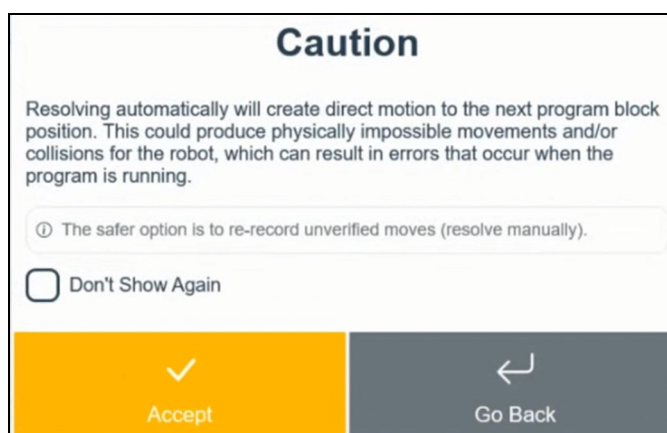 Caution
Resolving automatically will create direct motion to the next program block
position. This could produce physically impossible movements and/or
collisions for the robot, which can result in errors that occur when the
program is running.
The safer option is to re-record unverified moves (resolve manually).
Don't Show Again
Accept
Go Back